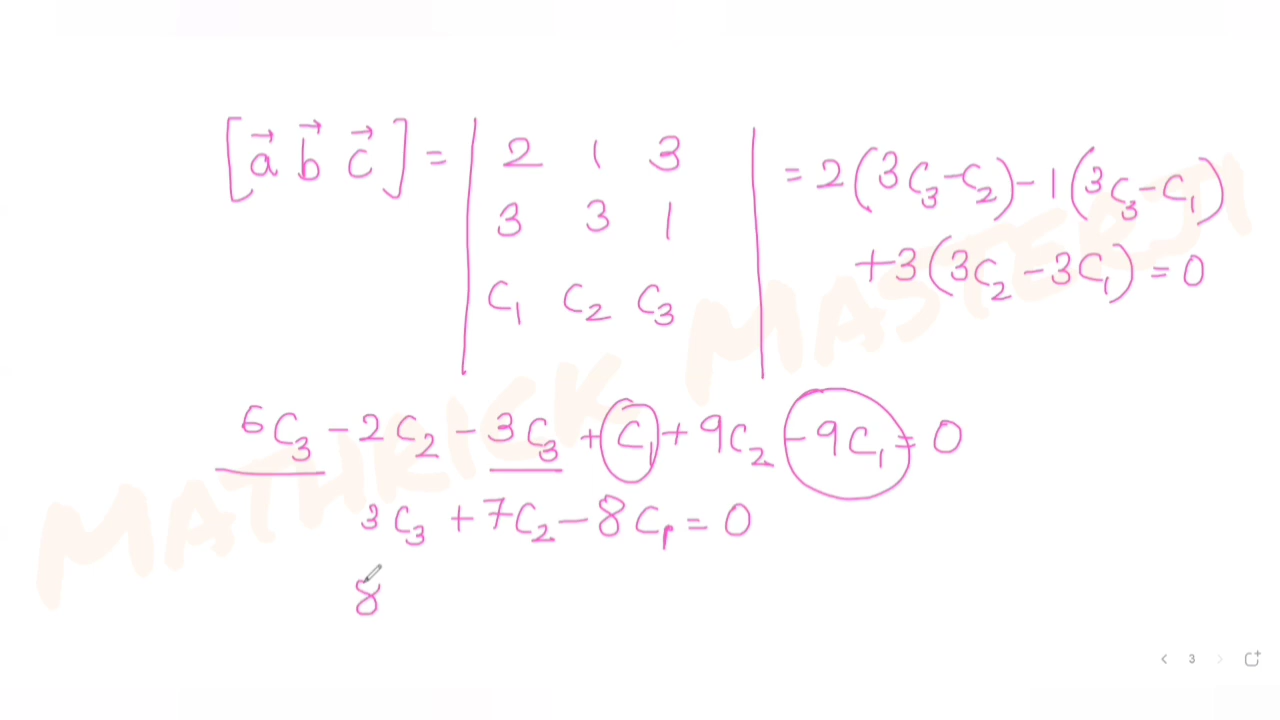 [a⃗ b⃗ c⃗] = | 2 1 3 | = 2(3C₃-C₂)-1(3C₃-C₁)
3 3 1
+3(3C₂-3C₁)=0
C₁ C₂ C₃
6C₃-2C₂-3C₃+C₁+9C₂-9C₁=0
3C₃+7C₂-8C₁=0
8
MATHRICK MASTERJI
< 3 >